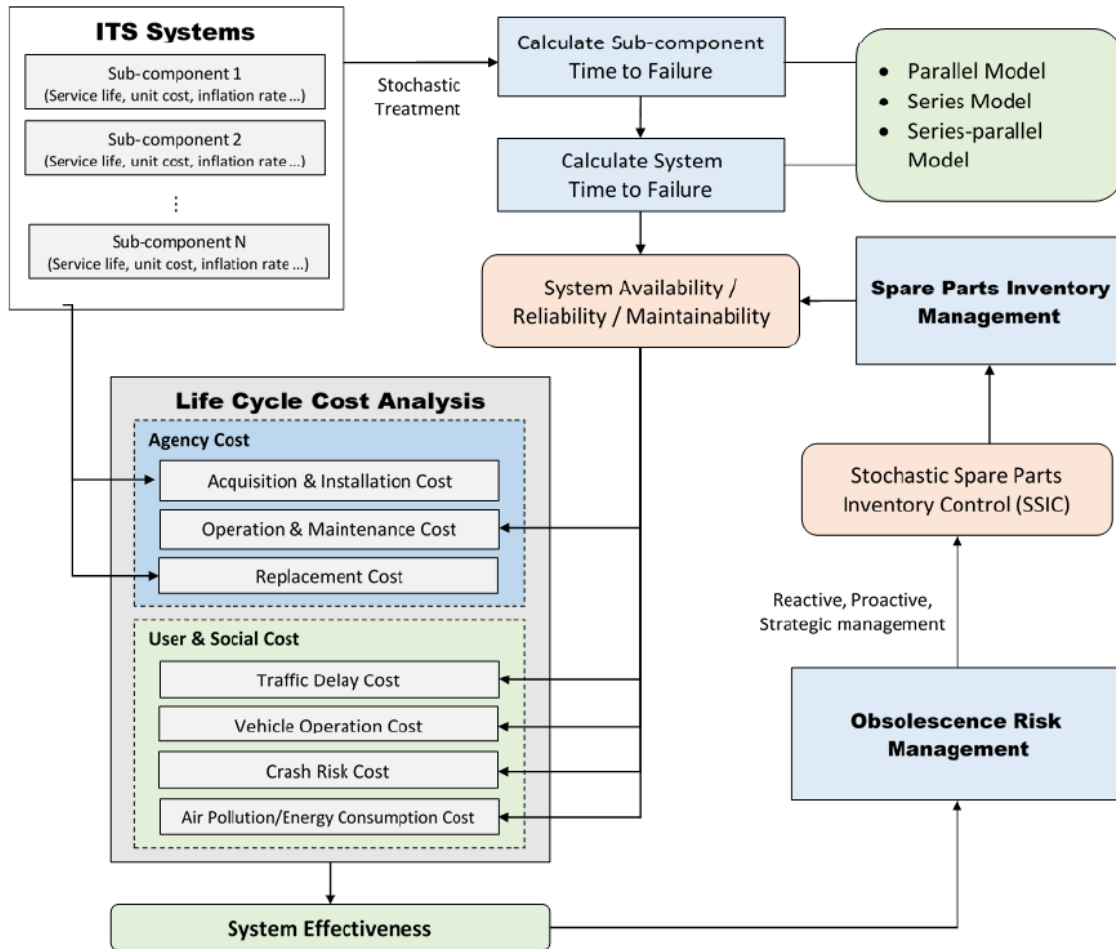 ITS Systems
Sub-component 1
(Service life, unit cost, inflation rate ...)
Sub-component 2
(Service life, unit cost, inflation rate ...)
⋮
Sub-component N
(Service life, unit cost, inflation rate ...)
Stochastic
Treatment
Calculate Sub-component
Time to Failure
Calculate System
Time to Failure
• Parallel Model
• Series Model
• Series-parallel
Model
System Availability /
Reliability / Maintainability
Spare Parts Inventory
Management
Life Cycle Cost Analysis
Agency Cost
Acquisition & Installation Cost
Operation & Maintenance Cost
Replacement Cost
User & Social Cost
Traffic Delay Cost
Vehicle Operation Cost
Crash Risk Cost
Air Pollution/Energy Consumption Cost
Stochastic Spare Parts
Inventory Control (SSIC)
Reactive, Proactive,
Strategic management
Obsolescence Risk
Management
System Effectiveness